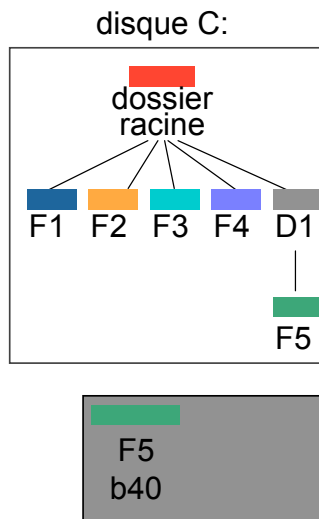 disque C:
dossier
racine
F1 F2 F3 F4 D1
F5
F5
b40